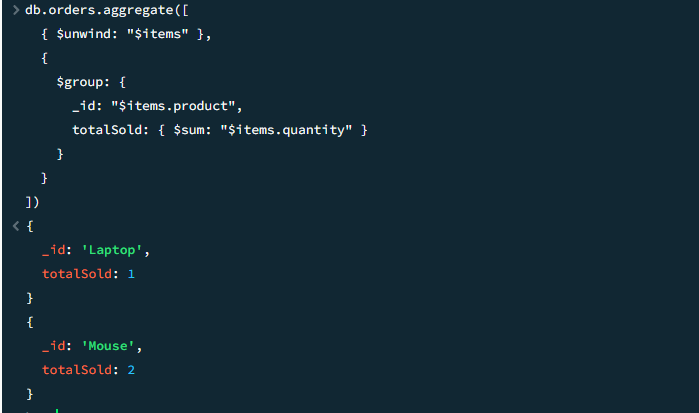 > db.orders.aggregate([
{ $unwind: "$items" },
{
$group: {
_id: "$items.product",
totalSold: { $sum: "$items.quantity" }
}
}
])
< {
_id: 'Laptop',
totalSold: 1
}
{
_id: 'Mouse',
totalSold: 2
}